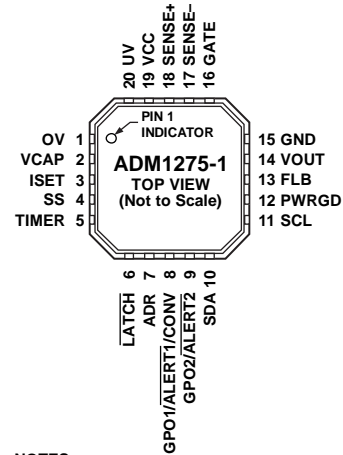 20 UV
19 VCC
18 SENSE+
17 SENSE–
16 GATE
PIN 1
INDICATOR
OV 1
VCAP 2
ISET 3
SS 4
TIMER 5
ADM1275-1
TOP VIEW
(Not to Scale)
15 GND
14 VOUT
13 FLB
12 PWRGD
11 SCL
LATCH 6
ADR 7
GPO1/ALERT1/CONV 8
GPO2/ALERT2 9
SDA 10
NOTES